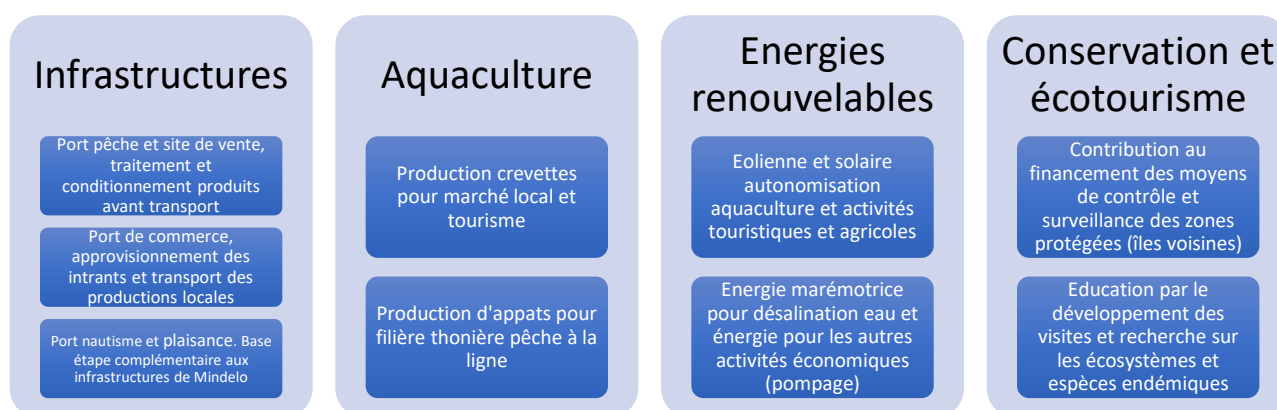 Infrastructures
Port pêche et site de vente,
traitement et
conditionnement produits
avant transport
Port de commerce,
approvisionnement des
intrants et transport des
productions locales
Port nautisme et plaisance. Base
étape complémentaire aux
infrastructures de Mindelo
Aquaculture
Production crevettes
pour marché local et
tourisme
Production d'appats pour
filière thonière pêche à la
ligne
Energies
renouvelables
Eolienne et solaire
autonomisation
aquaculture et activités
touristiques et agricoles
Energie marémotrice
pour désalination eau et
énergie pour les autres
activités économiques
(pompage)
Conservation et
écotourisme
Contribution au
financement des moyens
de contrôle et
surveillance des zones
protégées (îles voisines)
Education par le
développement des
visites et recherche sur
les écosystèmes et
espèces endémiques